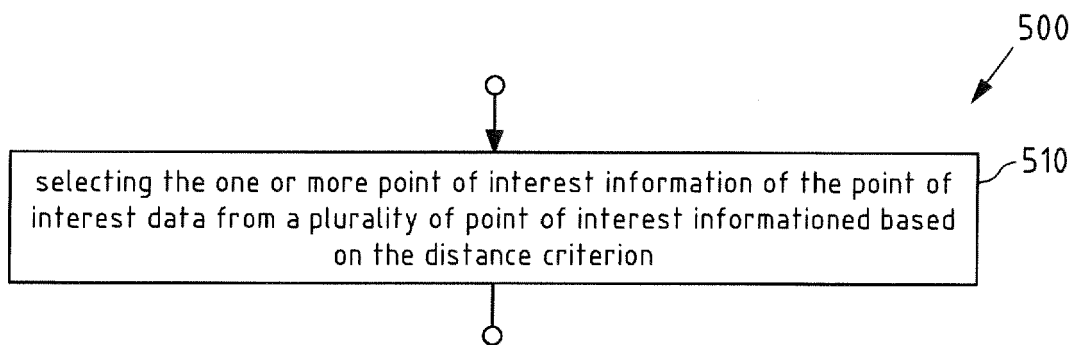 500
510
selecting the one or more point of interest information of the point of
interest data from a plurality of point of interest informationed based
on the distance criterion